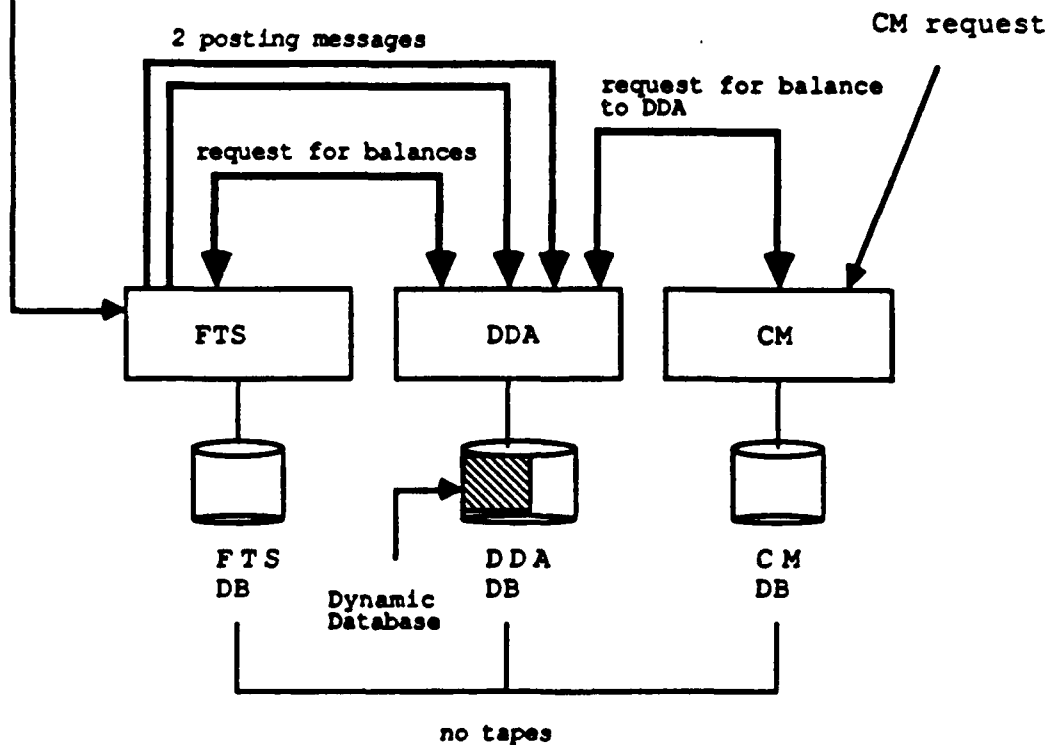 CM request
2 posting messages
request for balance
to DDA
request for balances
FTS
DDA
CM
FTS
DB
DDA
DB
CM
DB
Dynamic
Database
no tapes